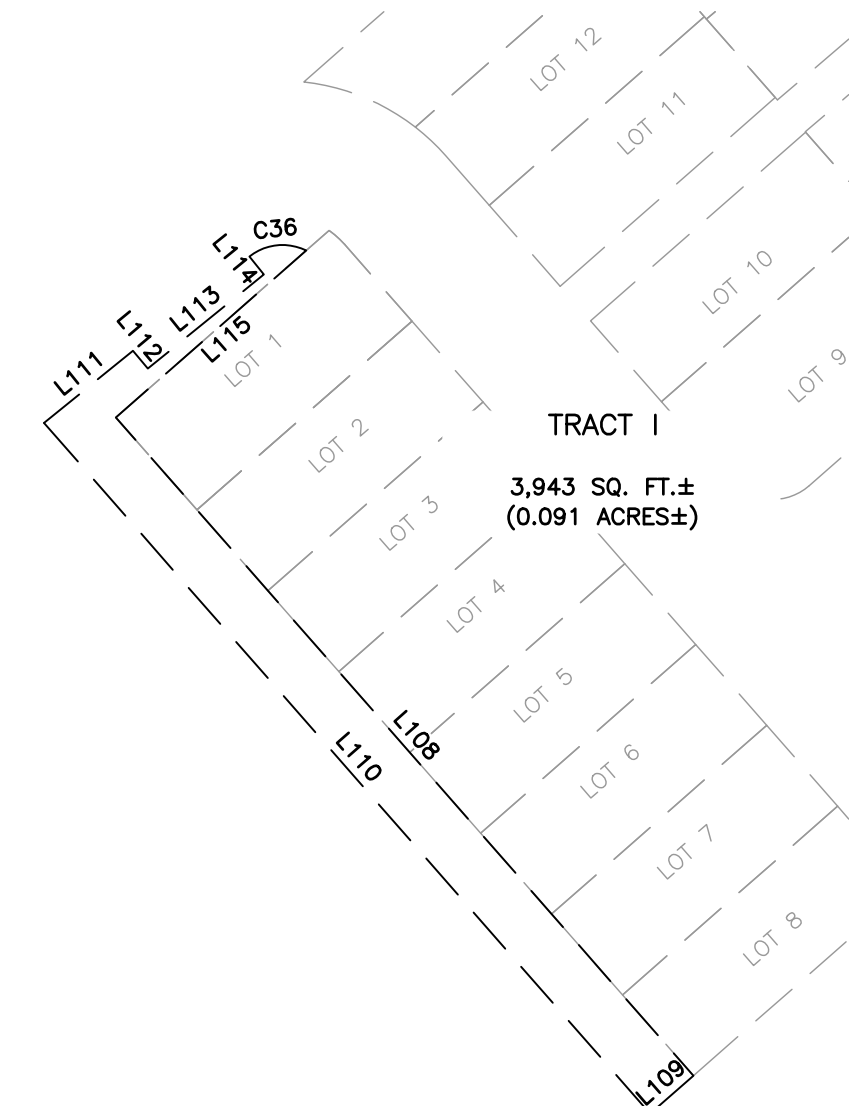 LOT 12
LOT 11
C36
L114
LOT 10
L113
L112
L115
LOT 1
L111
LOT 9
TRACT I
LOT 2
3,943 SQ. FT.±
(0.091 ACRES±)
LOT 3
LOT 4
LOT 5
L108
L110
LOT 6
LOT 7
LOT 8
L109